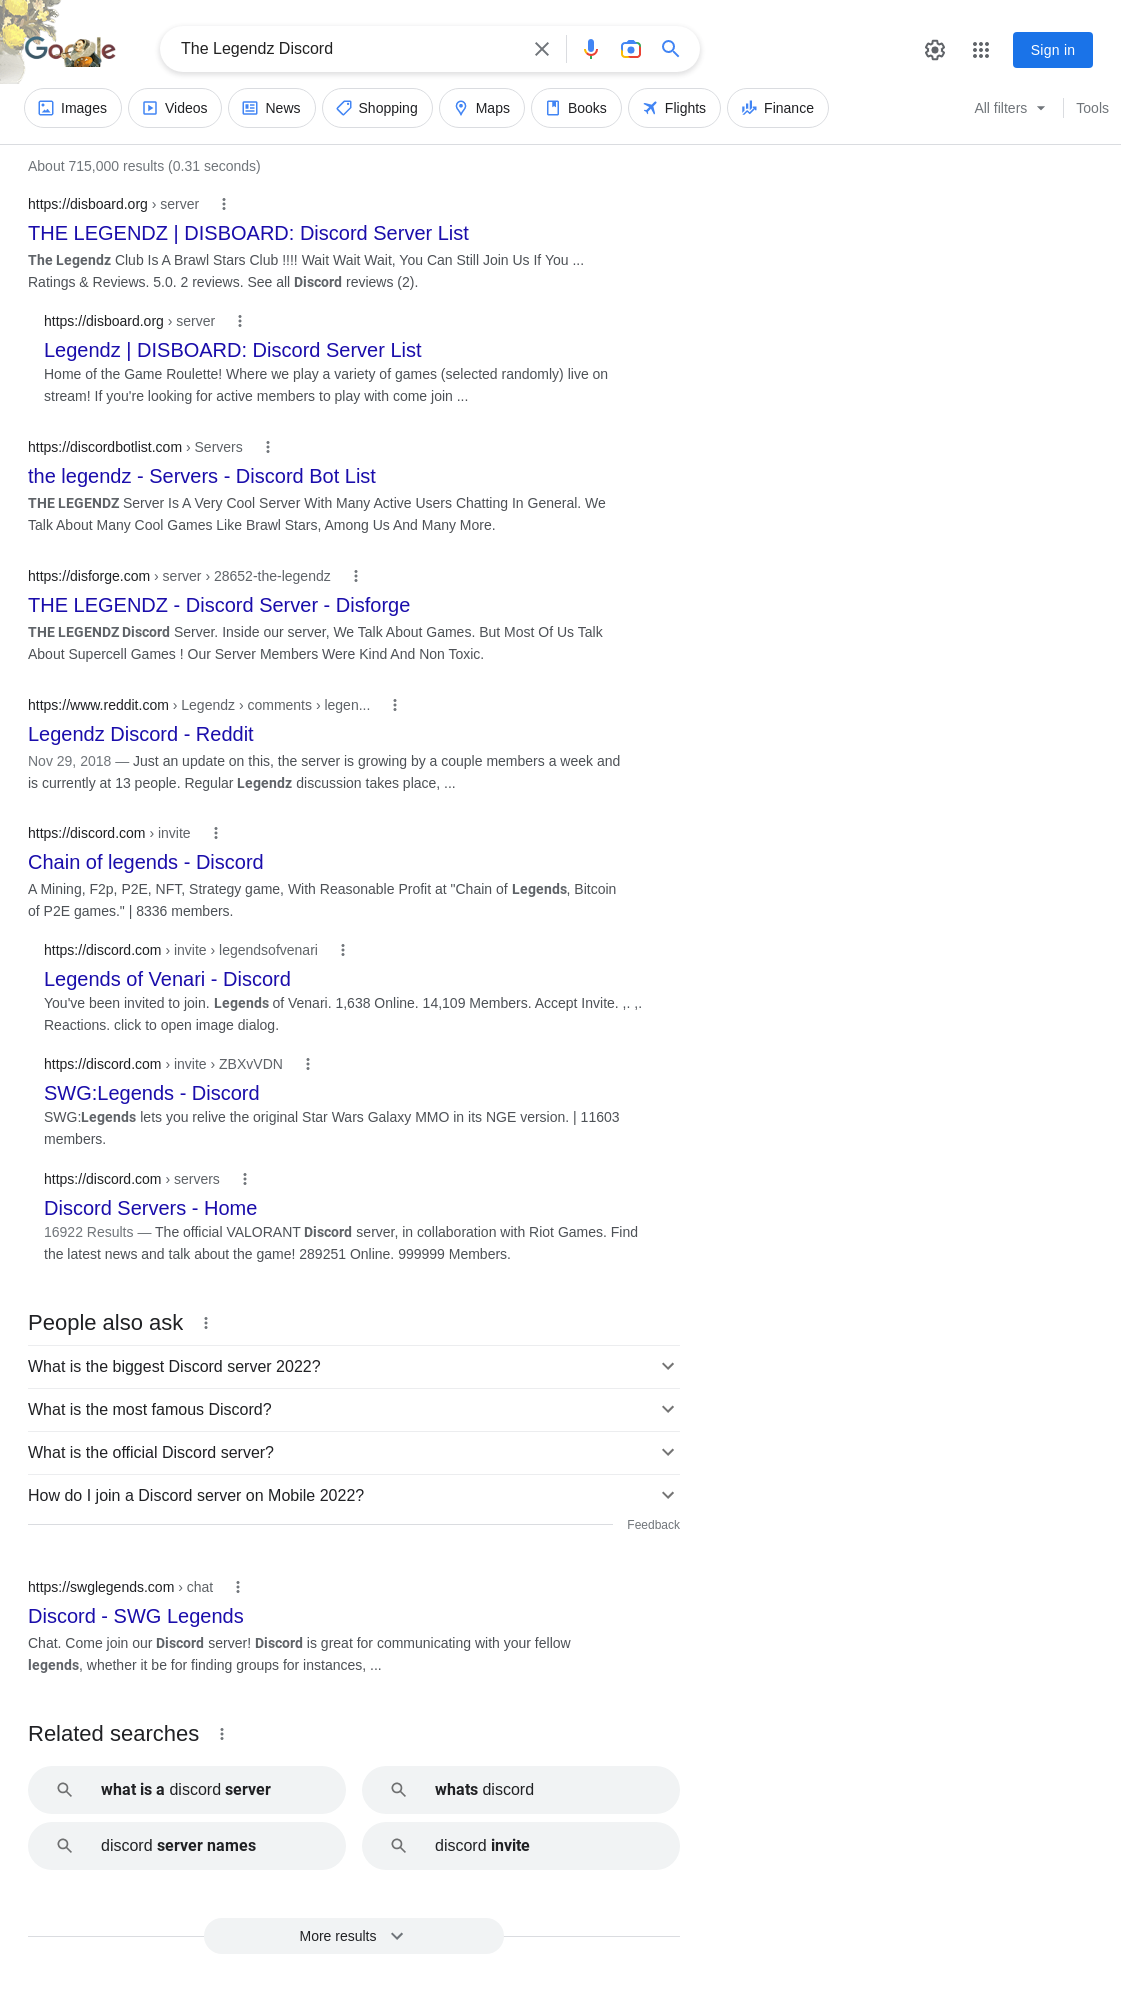 Google
The Legendz Discord
Sign in
Images
Videos
News
Shopping
Maps
Books
Flights
Finance
All filters
Tools
About 715,000 results (0.31 seconds)
https://disboard.org › server
THE LEGENDZ | DISBOARD: Discord Server List
The Legendz Club Is A Brawl Stars Club !!!! Wait Wait Wait, You Can Still Join Us If You ...
Ratings & Reviews. 5.0. 2 reviews. See all Discord reviews (2).
https://disboard.org › server
Legendz | DISBOARD: Discord Server List
Home of the Game Roulette! Where we play a variety of games (selected randomly) live on
stream! If you're looking for active members to play with come join ...
https://discordbotlist.com › Servers
the legendz - Servers - Discord Bot List
THE LEGENDZ Server Is A Very Cool Server With Many Active Users Chatting In General. We
Talk About Many Cool Games Like Brawl Stars, Among Us And Many More.
https://disforge.com › server › 28652-the-legendz
THE LEGENDZ - Discord Server - Disforge
THE LEGENDZ Discord Server. Inside our server, We Talk About Games. But Most Of Us Talk
About Supercell Games ! Our Server Members Were Kind And Non Toxic.
https://www.reddit.com › Legendz › comments › legen...
Legendz Discord - Reddit
Nov 29, 2018 — Just an update on this, the server is growing by a couple members a week and
is currently at 13 people. Regular Legendz discussion takes place, ...
https://discord.com › invite
Chain of legends - Discord
A Mining, F2p, P2E, NFT, Strategy game, With Reasonable Profit at "Chain of Legends, Bitcoin
of P2E games." | 8336 members.
https://discord.com › invite › legendsofvenari
Legends of Venari - Discord
You've been invited to join. Legends of Venari. 1,638 Online. 14,109 Members. Accept Invite. ,. ,.
Reactions. click to open image dialog.
https://discord.com › invite › ZBXvVDN
SWG:Legends - Discord
SWG:Legends lets you relive the original Star Wars Galaxy MMO in its NGE version. | 11603
members.
https://discord.com › servers
Discord Servers - Home
16922 Results — The official VALORANT Discord server, in collaboration with Riot Games. Find
the latest news and talk about the game! 289251 Online. 999999 Members.
People also ask
What is the biggest Discord server 2022?
What is the most famous Discord?
What is the official Discord server?
How do I join a Discord server on Mobile 2022?
Feedback
https://swglegends.com › chat
Discord - SWG Legends
Chat. Come join our Discord server! Discord is great for communicating with your fellow
legends, whether it be for finding groups for instances, ...
Related searches
what is a discord server
whats discord
discord server names
discord invite
More results